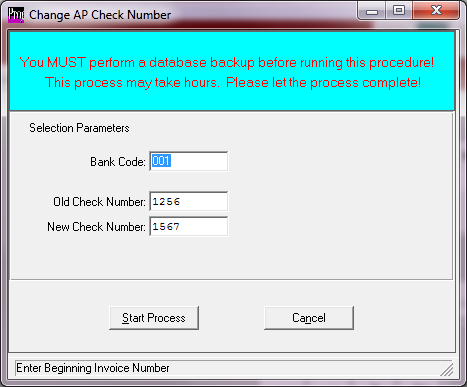 Change AP Check Number
You MUST perform a database backup before running this procedure!
This process may take hours. Please let the process complete!
Selection Parameters
Bank Code: 001
Old Check Number: 1256
New Check Number: 1567
Start Process Cancel
Enter Beginning Invoice Number